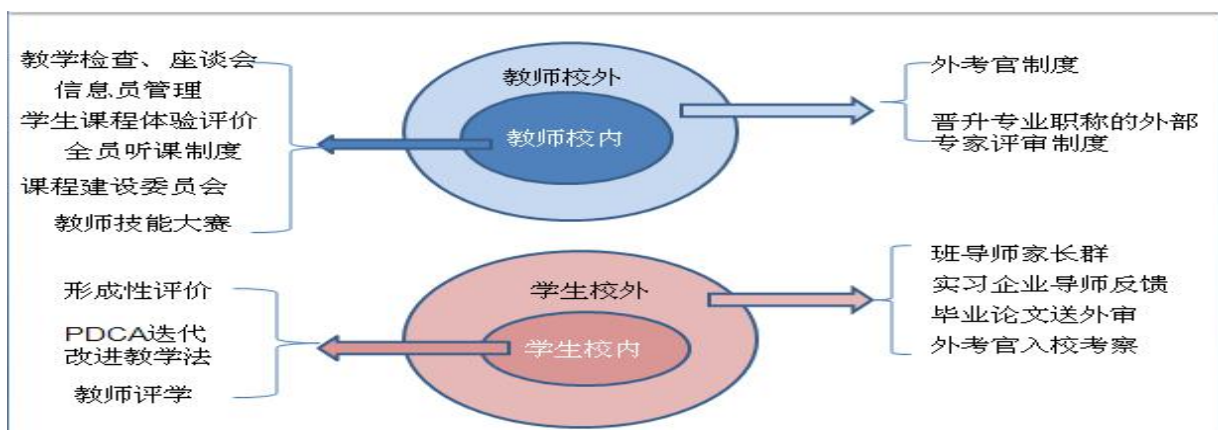 教学检查、座谈会
信息员管理
学生课程体验评价
全员听课制度
课程建设委员会
教师技能大赛
教师校外
教师校内
外考官制度
晋升专业职称的外部
专家评审制度
形成性评价
PDCA迭代
改进教学法
教师评学
学生校外
学生校内
班导师家长群
实习企业导师反馈
毕业论文送外审
外考官入校考察